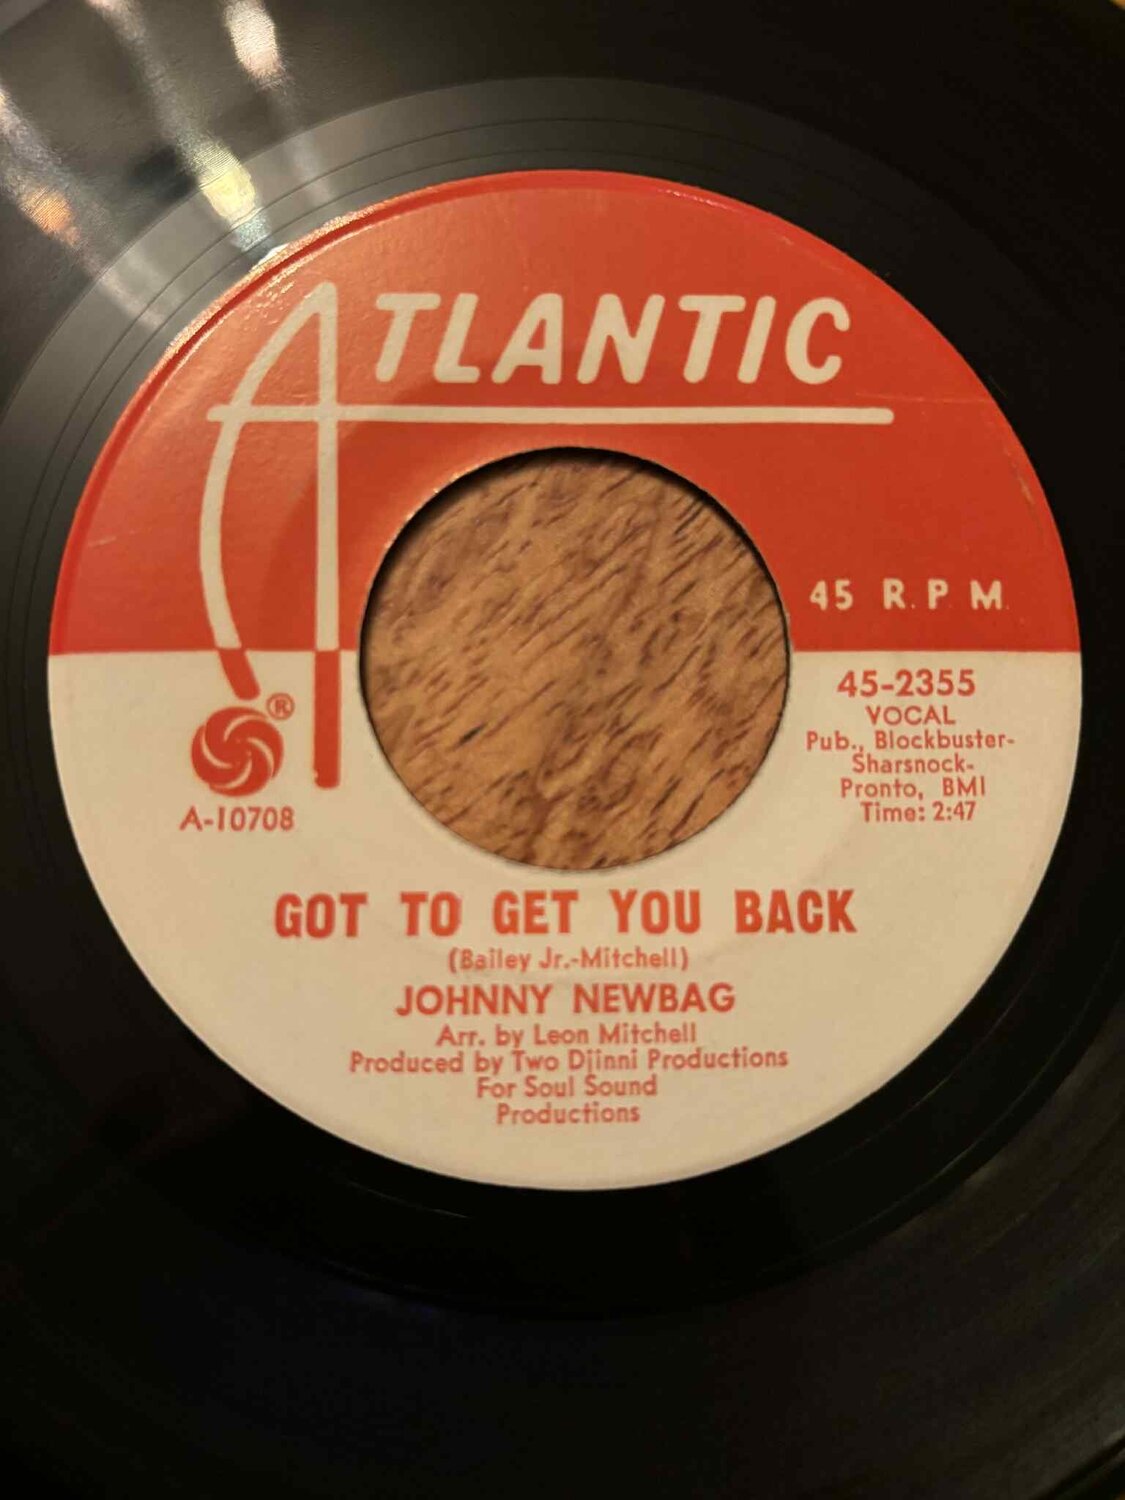 ATLANTIC
45 R.P.M.
45-2355
VOCAL
Pub., Blockbuster-
Sharsnock-
Pronto, BMI
Time: 2:47
®
A-10708
GOT TO GET YOU BACK
(Bailey Jr.-Mitchell)
JOHNNY NEWBAG
Arr. by Leon Mitchell
Produced by Two Djinni Productions
For Soul Sound
Productions